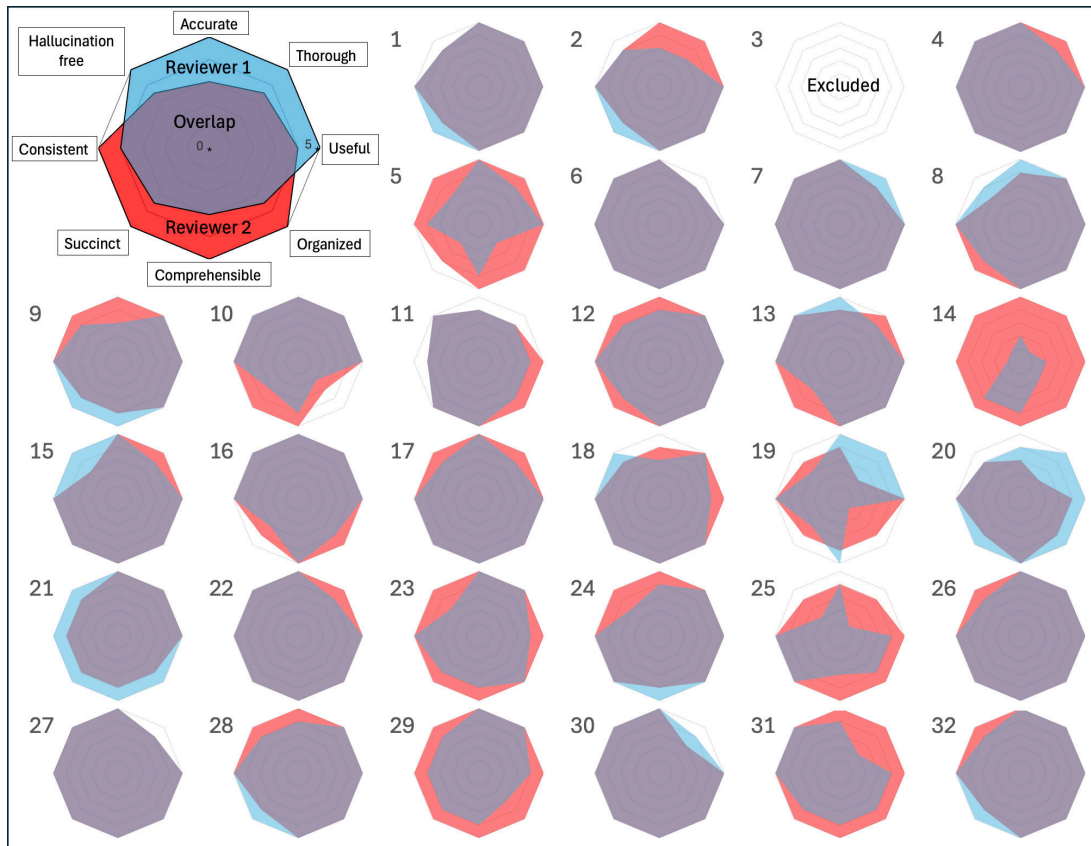 Accurate
Hallucination
free
Thorough
Reviewer 1
Overlap
Consistent
0 *
5 *
Useful
Reviewer 2
Succinct
Organized
Comprehensible
1
2
3
Excluded
4
5
6
7
8
9
10
11
12
13
14
15
16
17
18
19
20
21
22
23
24
25
26
27
28
29
30
31
32